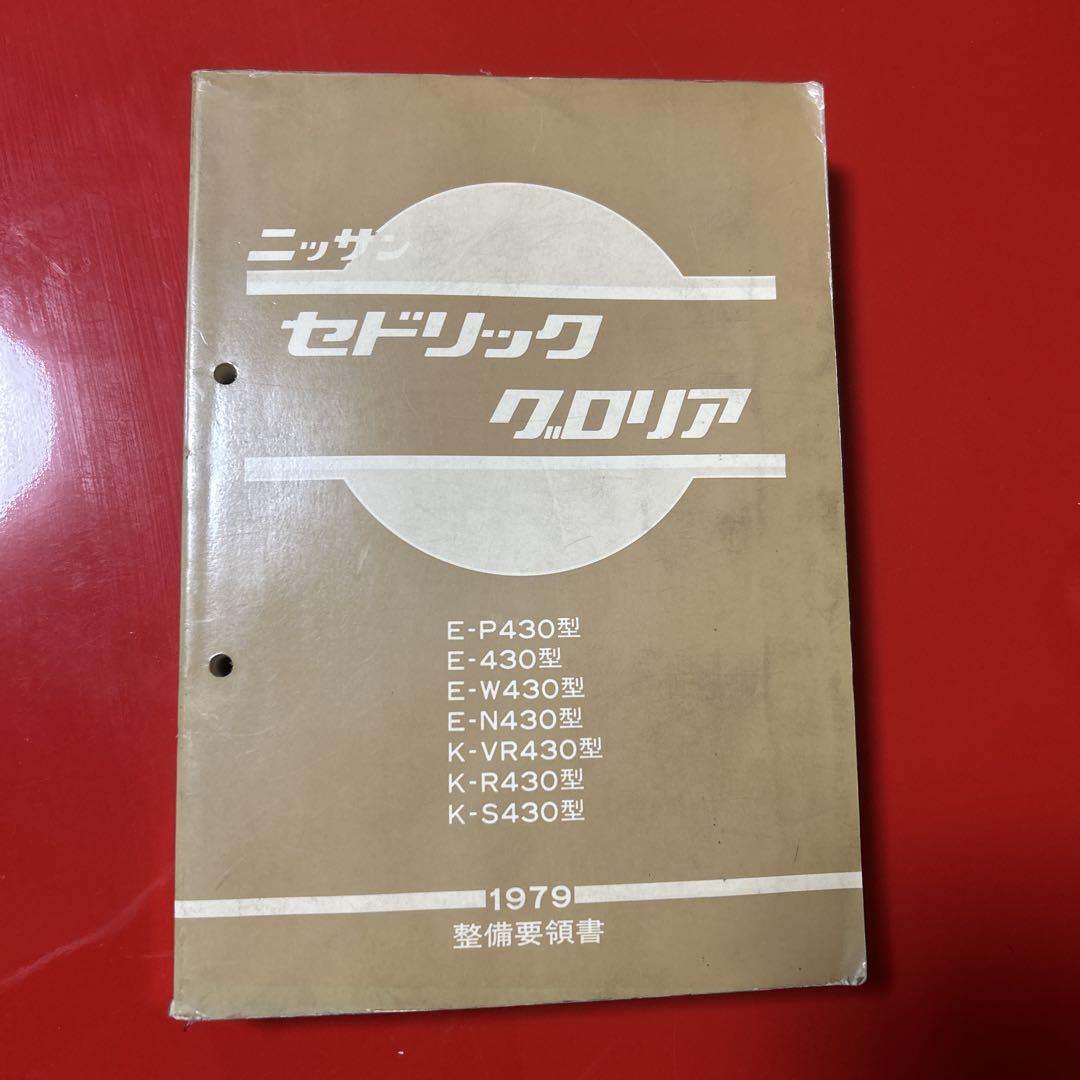 ニッサン
セドリック
グロリア
E-P430型
E-430型
E-W430型
E-N430型
K-VR430型
K-R430型
K-S430型
1979
整備要領書